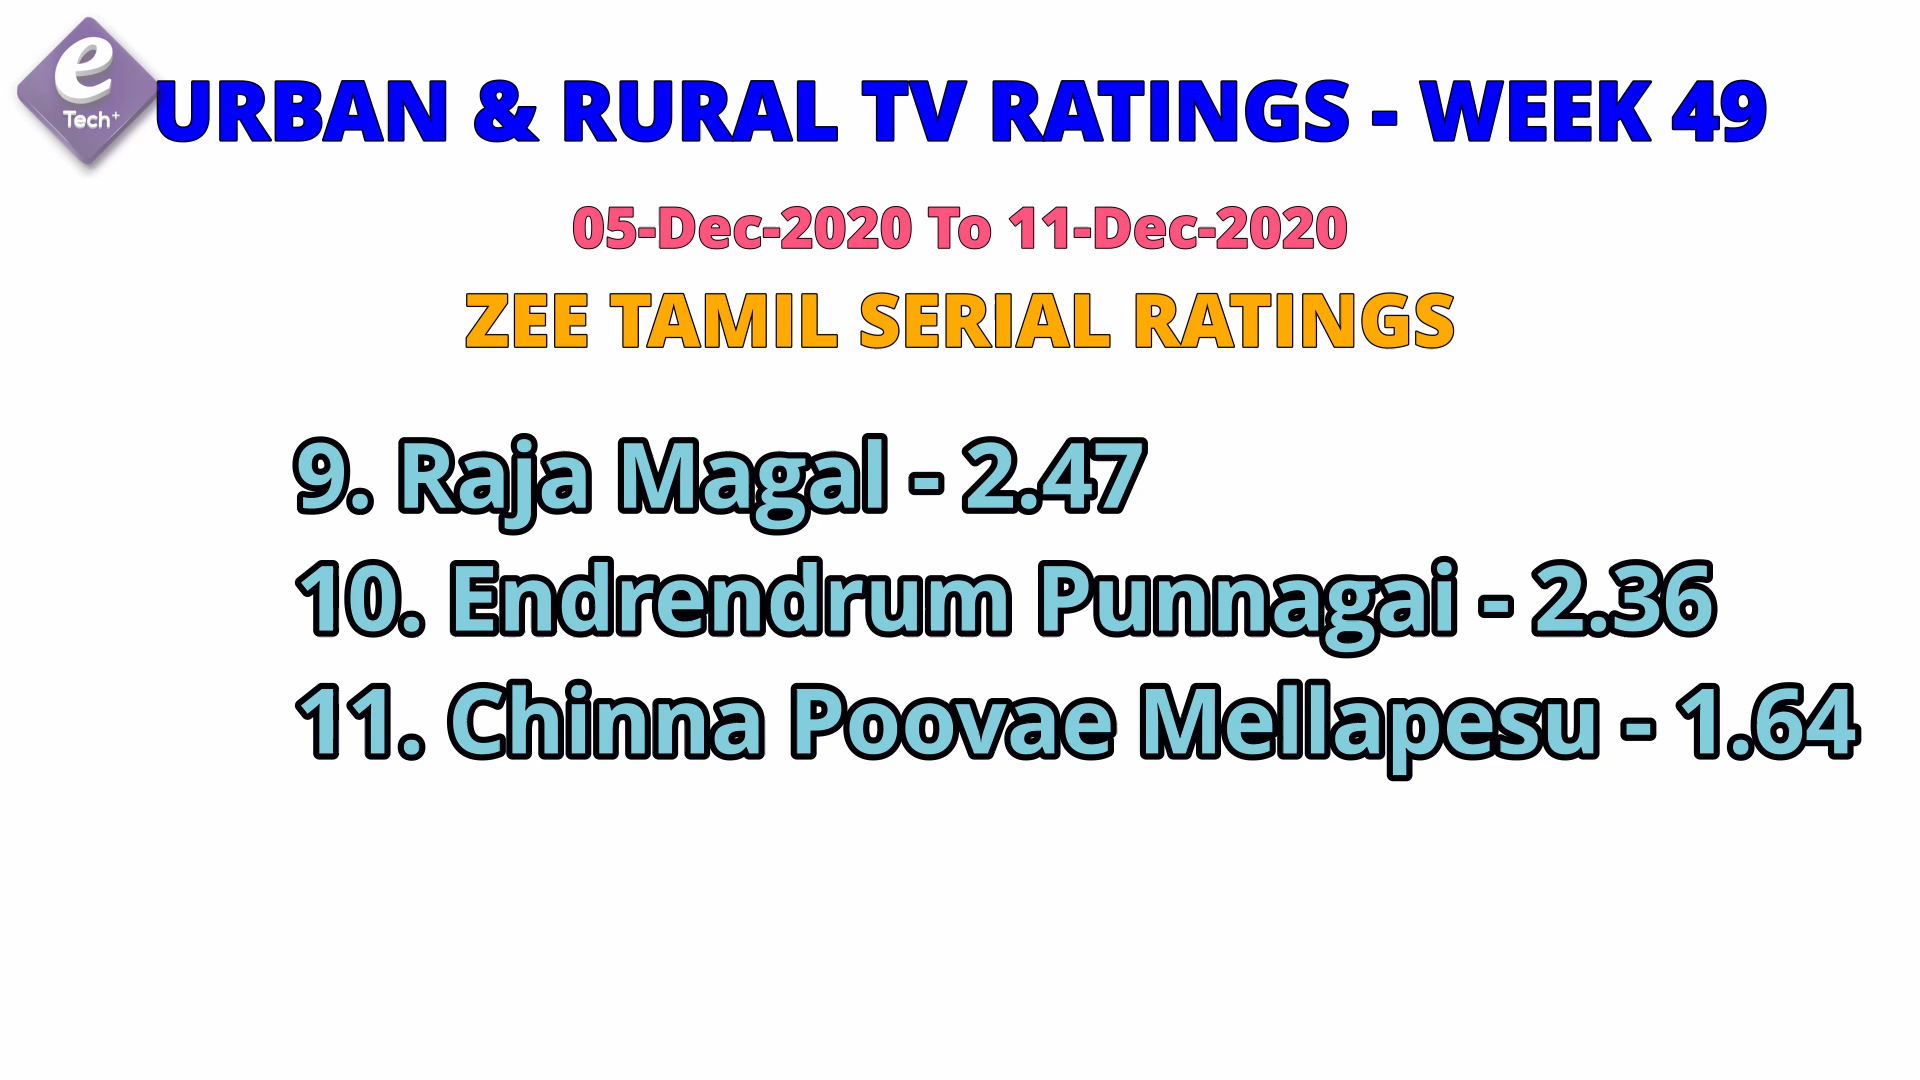 e
Tech+
URBAN & RURAL TV RATINGS - WEEK 49
05-Dec-2020 To 11-Dec-2020
ZEE TAMIL SERIAL RATINGS
9. Raja Magal - 2.47
10. Endrendrum Punnagai - 2.36
11. Chinna Poovae Mellapesu - 1.64